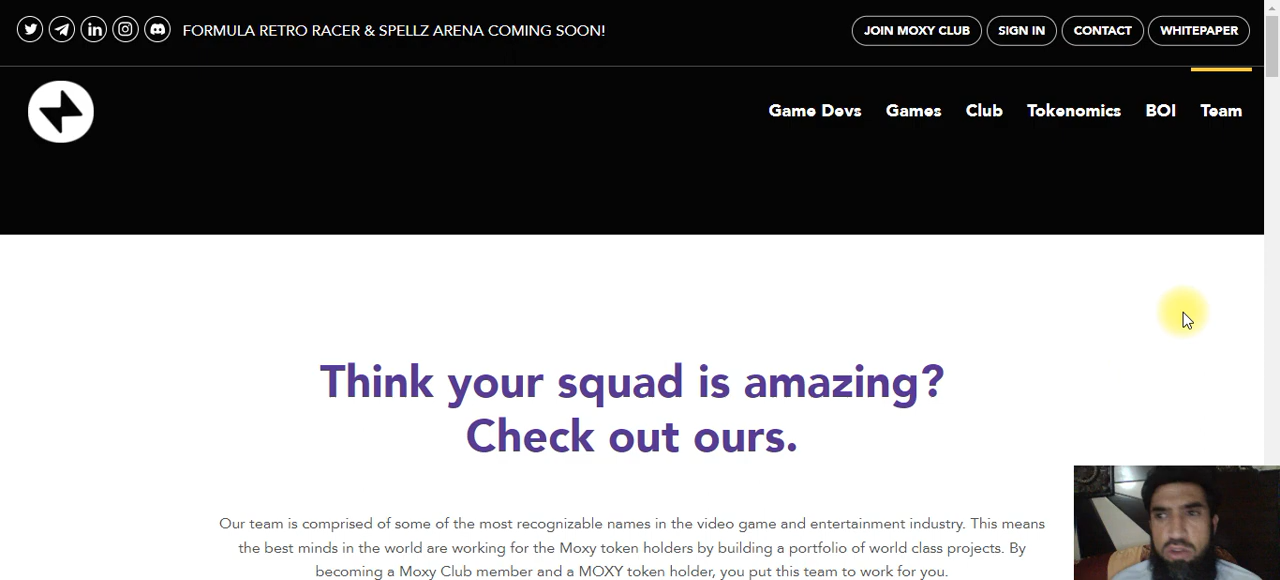 FORMULA RETRO RACER & SPELLZ ARENA COMING SOON!
JOIN MOXY CLUB
SIGN IN
CONTACT
WHITEPAPER
Game Devs
Games
Club
Tokenomics
BOI
Team
Think your squad is amazing?
Check out ours.
Our team is comprised of some of the most recognizable names in the video game and entertainment industry. This means
the best minds in the world are working for the Moxy token holders by building a portfolio of world class projects. By
becoming a Moxy Club member and a MOXY token holder, you put this team to work for you.